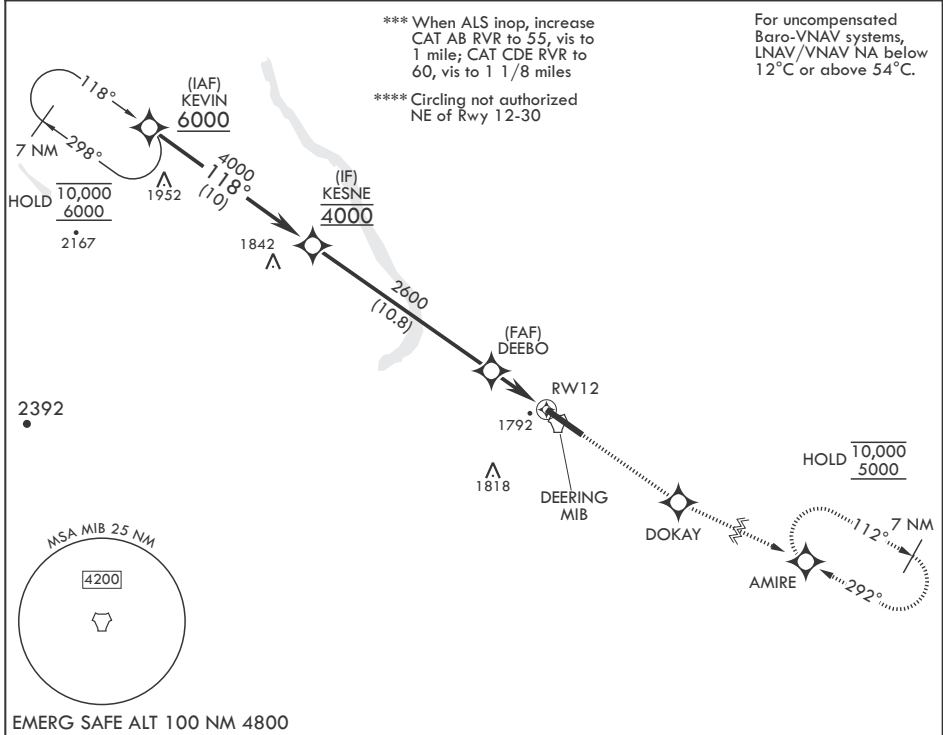 *** When ALS inop, increase
CAT AB RVR to 55, vis to
1 mile; CAT CDE RVR to
60, vis to 1 1/8 miles
**** Circling not authorized
NE of Rwy 12-30
For uncompensated
Baro-VNAV systems,
LNAV/VNAV NA below
12°C or above 54°C.
(IAF)
KEVIN
6000
118°
298°
7 NM
HOLD 10,000
6000
2167
1952
4000
118°
(10)
(IF)
KESNE
4000
1842
2600
(10.8)
(FAF)
DEEBO
RW12
1792
2392
1818
DEERING
MIB
DOKAY
HOLD 10,000
5000
112°
7 NM
292°
AMIRE
MSA MIB 25 NM
4200
EMERG SAFE ALT 100 NM 4800